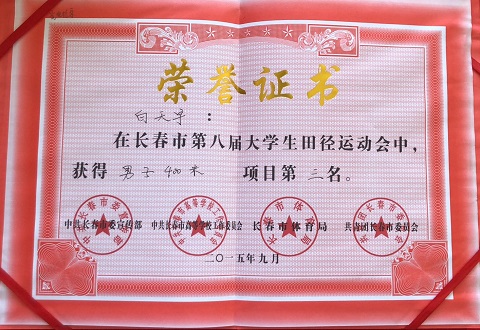 荣誉证书
白天宇：
在长春市第八届大学生田径运动会中，
获得 男子400米 项目第三名。
中共长春市委宣传部 中共长春市委高等学校工作委员会 长春市体育局 共青团长春市委员会
二〇一五年九月